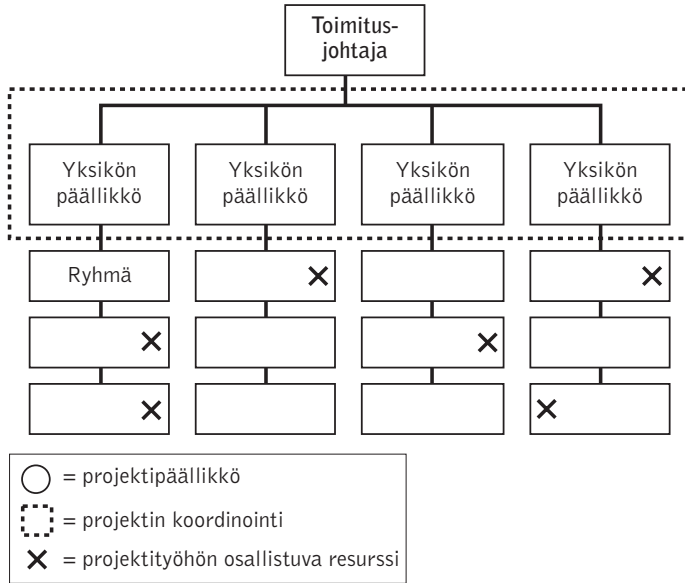 Toimitus-
johtaja
Yksikön
päällikkö
Yksikön
päällikkö
Yksikön
päällikkö
Yksikön
päällikkö
Ryhmä
= projektipäällikkö
= projektin koordinointi
= projektityöhön osallistuva resurssi